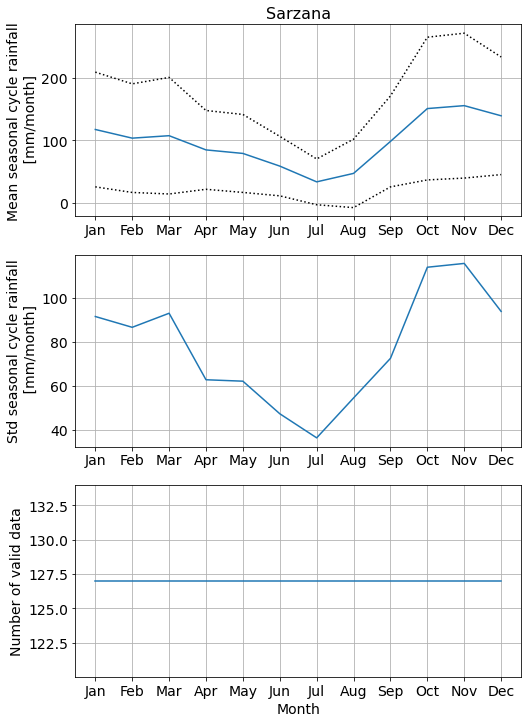 Sarzana
Mean seasonal cycle rainfall
[mm/month]
200
100
0
Jan Feb Mar Apr May Jun Jul Aug Sep Oct Nov Dec
Std seasonal cycle rainfall
[mm/month]
100
80
60
40
Jan Feb Mar Apr May Jun Jul Aug Sep Oct Nov Dec
Number of valid data
132.5
130.0
127.5
125.0
122.5
Jan Feb Mar Apr May Jun Jul Aug Sep Oct Nov Dec
Month